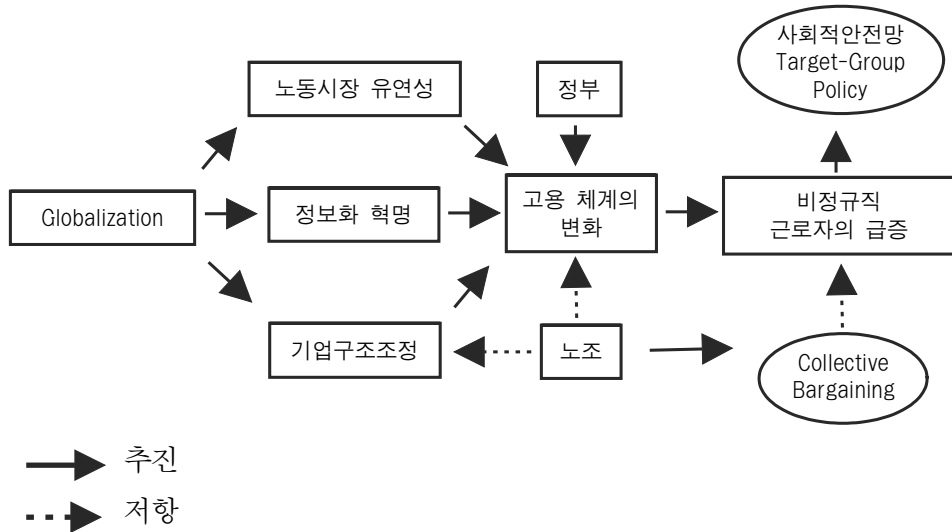 사회적안전망
Target-Group
Policy
노동시장 유연성
정부
Globalization
정보화 혁명
고용 체계의
변화
비정규직
근로자의 급증
기업구조조정
노조
Collective
Bargaining
추진
저항